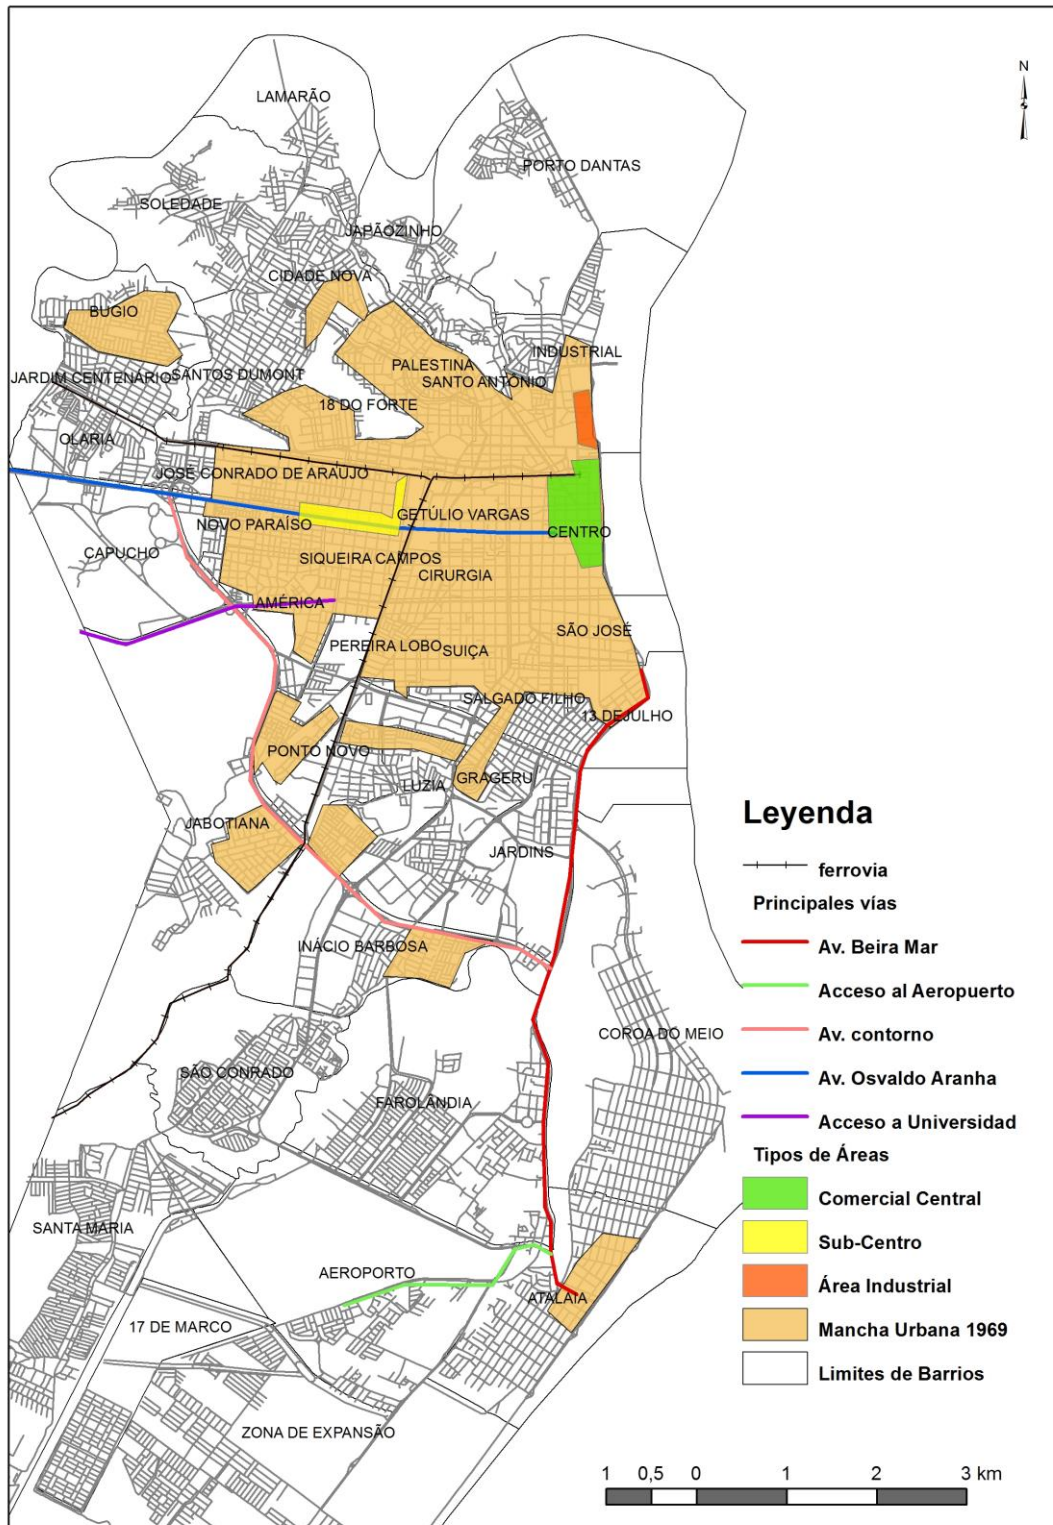 N
LAMARÃO
PORTO DANTAS
SOLEDADE
JAPÃOZINHO
CIDADE NOVA
BUGIO
INDUSTRIAL
PALESTINA
JARDIM CENTENÁRIO
SANTOS DUMONT
SANTO ANTÔNIO
18 DO FORTE
OLARIA
JOSÉ CONRADO DE ARAÚJO
GETÚLIO VARGAS
NOVO PARAÍSO
CENTRO
CAPUCHO
SIQUEIRA CAMPOS
CIRURGIA
AMÉRICA
SÃO JOSÉ
PEREIRA LOBO
SUIÇA
SALGADO FILHO
13 DEJULHO
PONTO NOVO
GRAGERU
LUZIA
JABOTIANA
JARDINS
INÁCIO BARBOSA
COROA DO MEIO
SÃO CONRADO
FAROLÂNDIA
SANTA MARIA
AEROPORTO
ATALAIA
17 DE MARCO
ZONA DE EXPANSÃO
Leyenda
ferrovia
Principales vías
Av. Beira Mar
Acceso al Aeropuerto
Av. contorno
Av. Osvaldo Aranha
Acceso a Universidad
Tipos de Áreas
Comercial Central
Sub-Centro
Área Industrial
Mancha Urbana 1969
Limites de Barrios
1 0,5 0 1 2 3 km